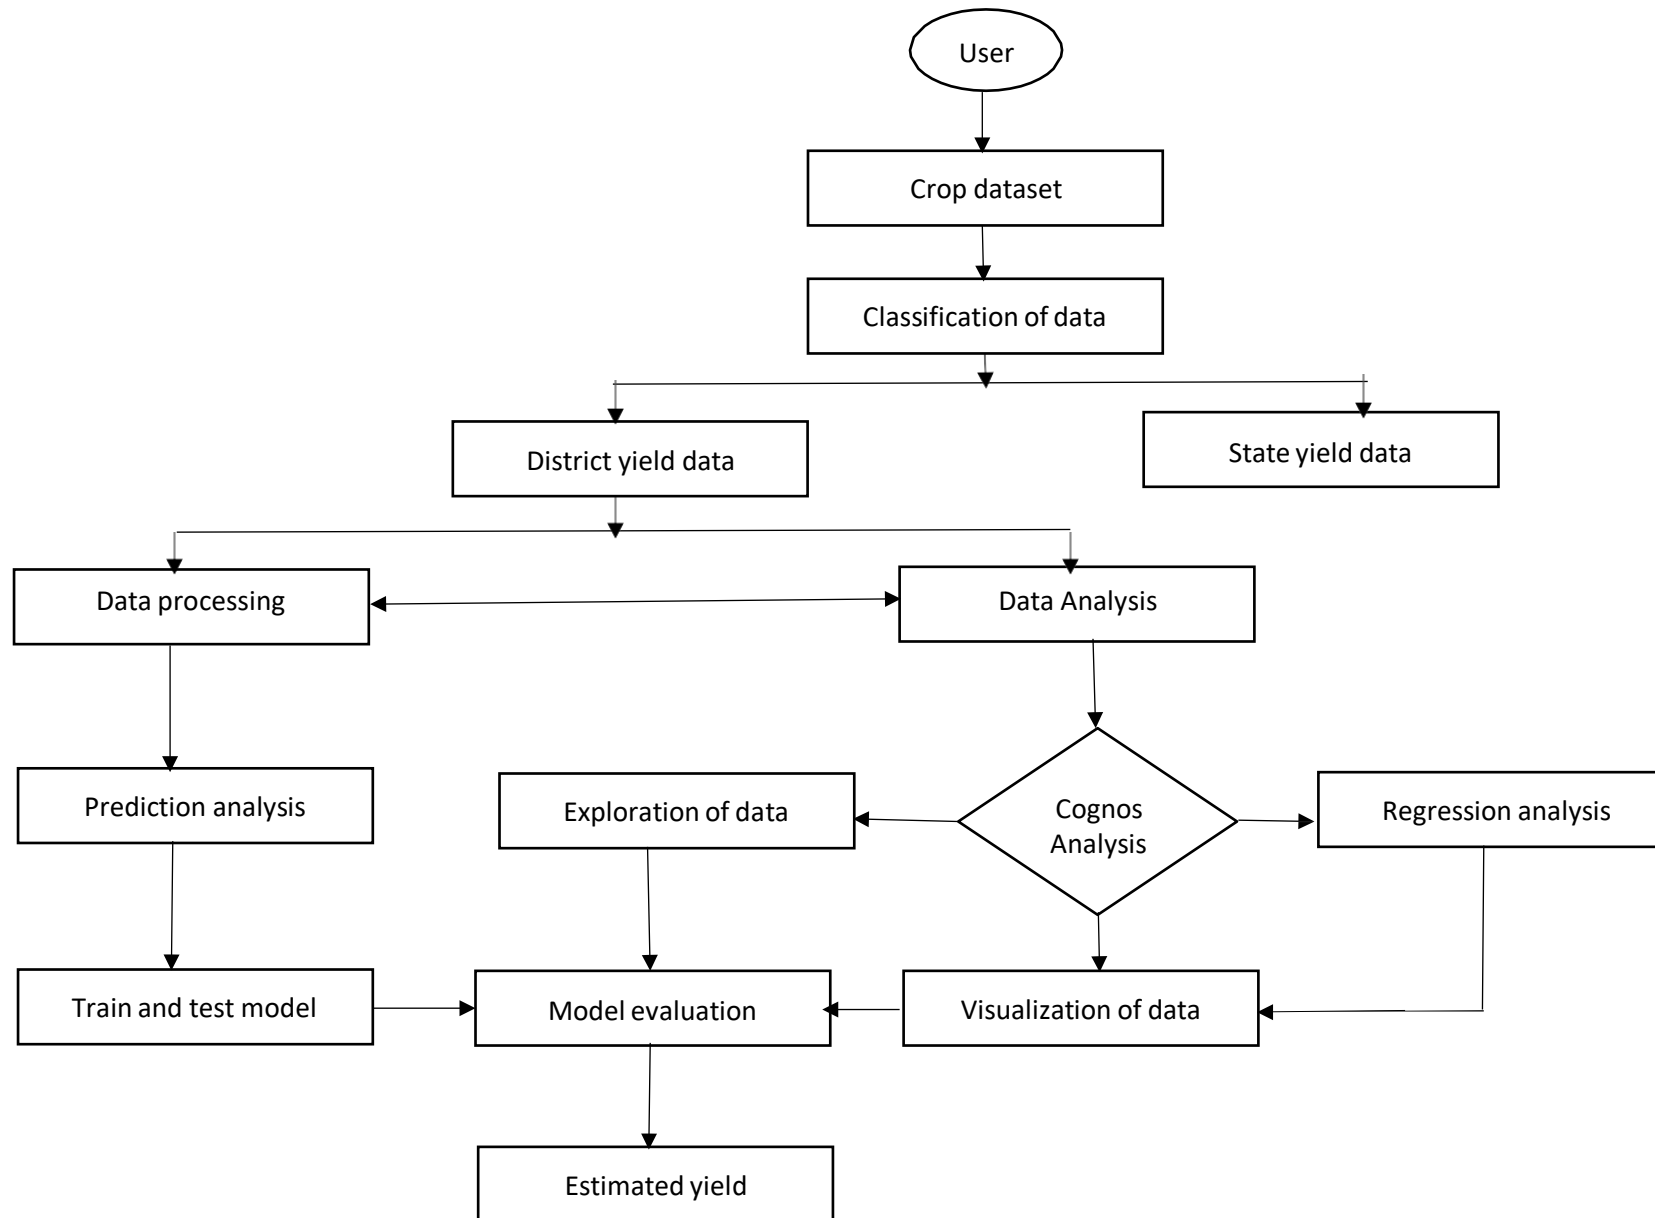 User
Crop dataset
Classification of data
District yield data
State yield data
Data processing
Data Analysis
Prediction analysis
Exploration of data
Cognos
Analysis
Regression analysis
Train and test model
Model evaluation
Visualization of data
Estimated yield